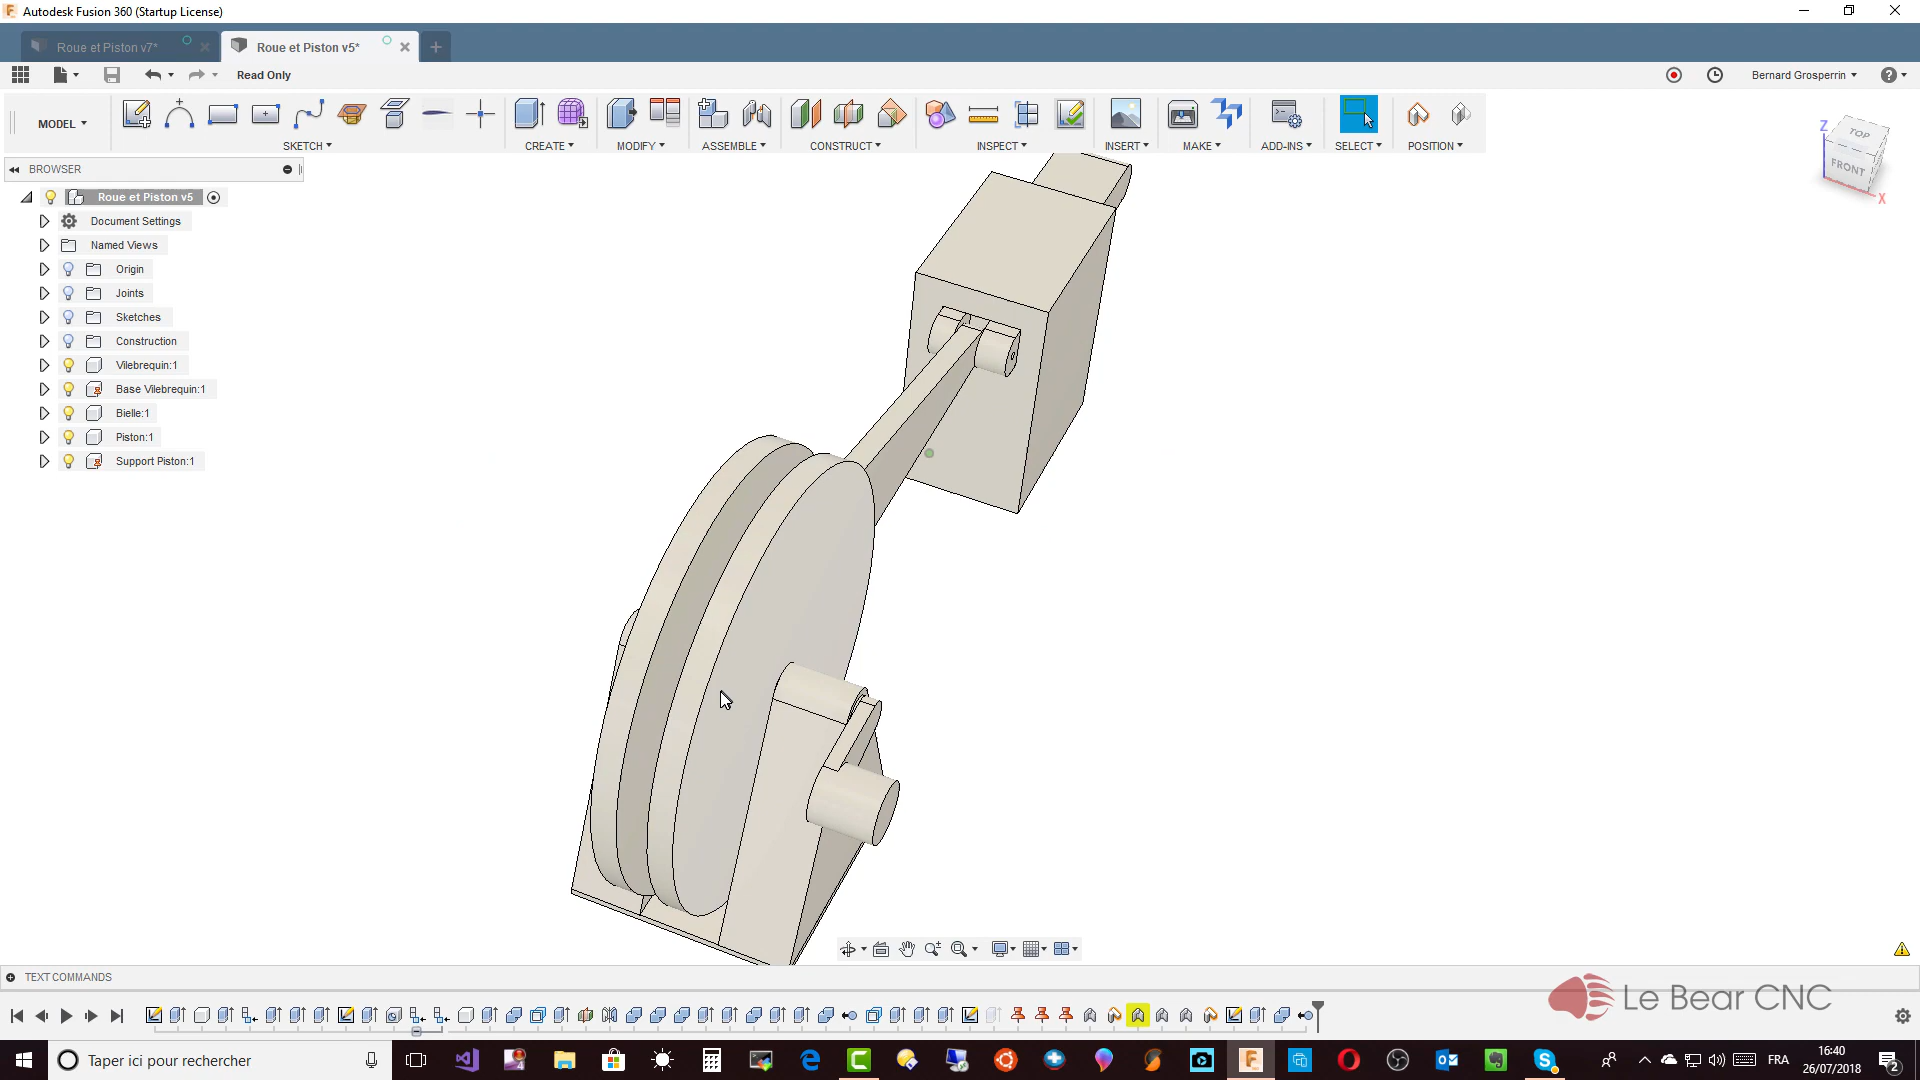 Autodesk Fusion 360 (Startup License)
Roue et Piston v7*
Roue et Piston v5*
Read Only
Bernard Grosperrin
MODEL
SKETCH
CREATE
MODIFY
ASSEMBLE
CONSTRUCT
INSPECT
INSERT
MAKE
ADD-INS
SELECT
POSITION
TOP
FRONT
Z
X
BROWSER
Roue et Piston v5
Document Settings
Named Views
Origin
Joints
Sketches
Construction
Vilebrequin:1
Base Vilebrequin:1
Bielle:1
Piston:1
Support Piston:1
TEXT COMMANDS
Le Bear CNC
Taper ici pour rechercher
FRA
16:40
26/07/2018
2